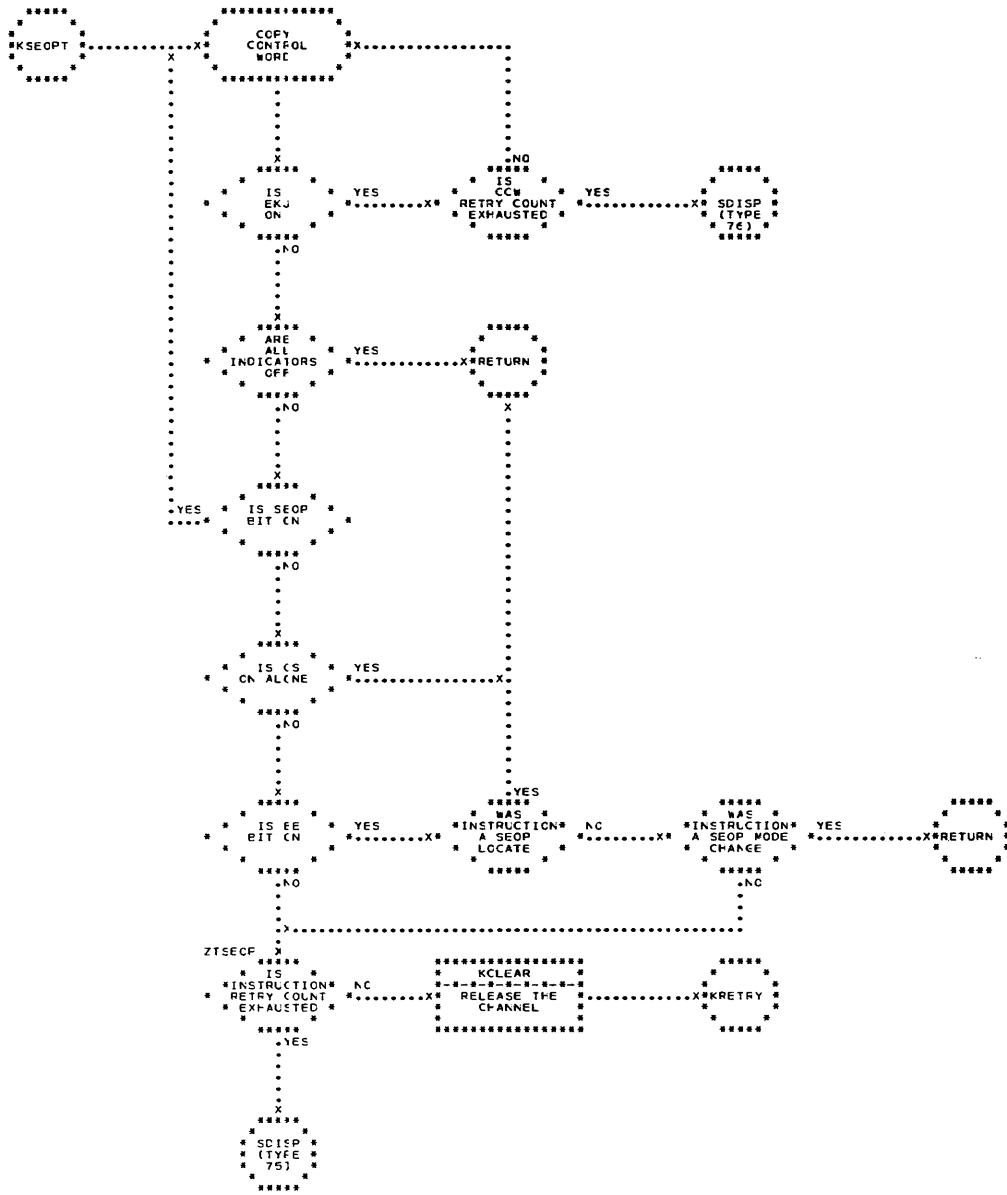 KSEOPT
COPY
CONTROL
WORD
NO
IS
EKJ
ON
YES
IS
CCW
RETRY COUNT
EXHAUSTED
YES
SDISP
(TYPE
76)
NO
ARE
ALL
INDICATORS
OFF
YES
RETURN
NO
YES
IS SEOP
BIT ON
NO
IS CS
ON ALONE
YES
NO
YES
IS EE
BIT ON
YES
WAS
INSTRUCTION
A SEOP
LOCATE
NO
WAS
INSTRUCTION
A SEOP MODE
CHANGE
YES
RETURN
NO
NO
ZTSEOP
IS
INSTRUCTION
RETRY COUNT
EXHAUSTED
NO
KCLEAR
RELEASE THE
CHANNEL
KRETRY
YES
SDISP
(TYPE
75)